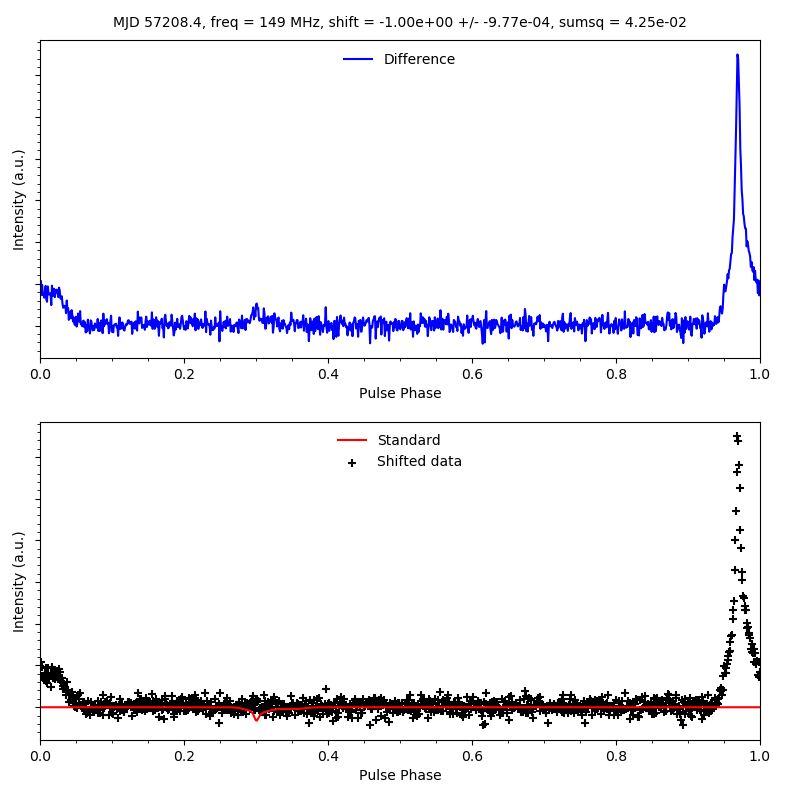 MJD 57208.4, freq = 149 MHz, shift = -1.00e+00 +/- -9.77e-04, sumsq = 4.25e-02
Difference
Intensity (a.u.)
0.0 0.2 0.4 0.6 0.8 1.0
Pulse Phase
Standard
Shifted data
Intensity (a.u.)
0.0 0.2 0.4 0.6 0.8 1.0
Pulse Phase